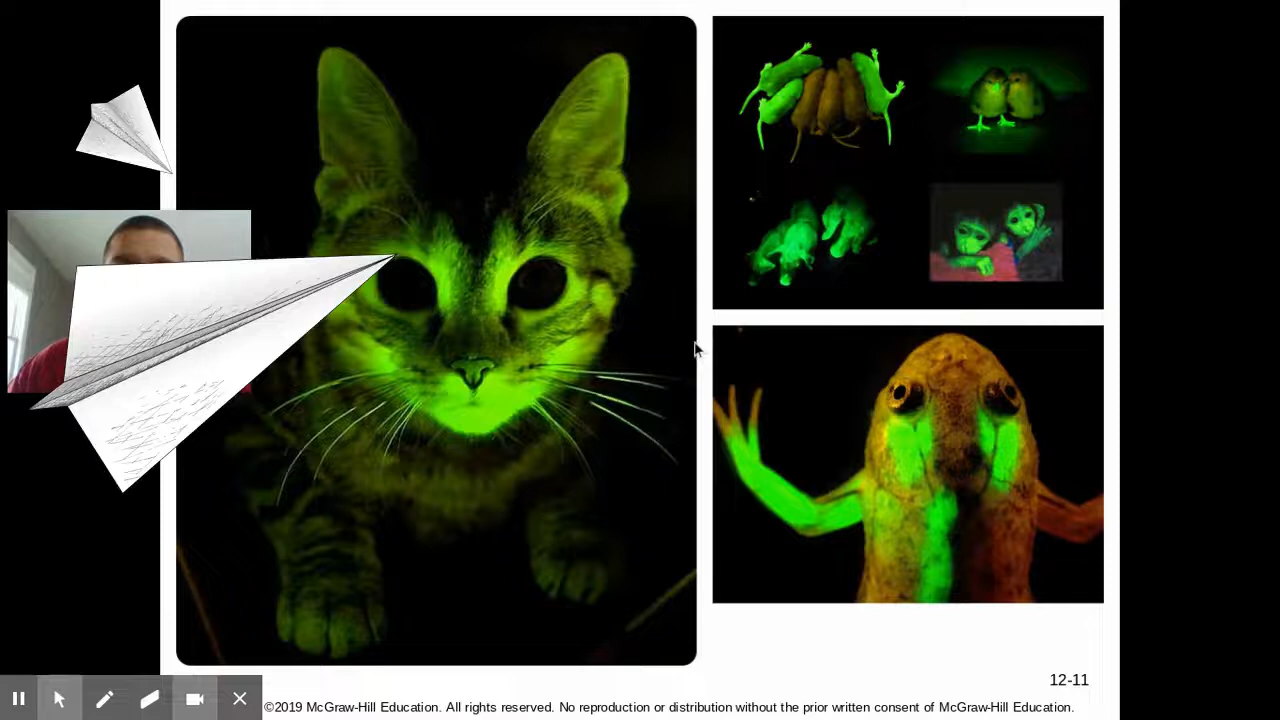 12-11
©2019 McGraw-Hill Education. All rights reserved. No reproduction or distribution without the prior written consent of McGraw-Hill Education.